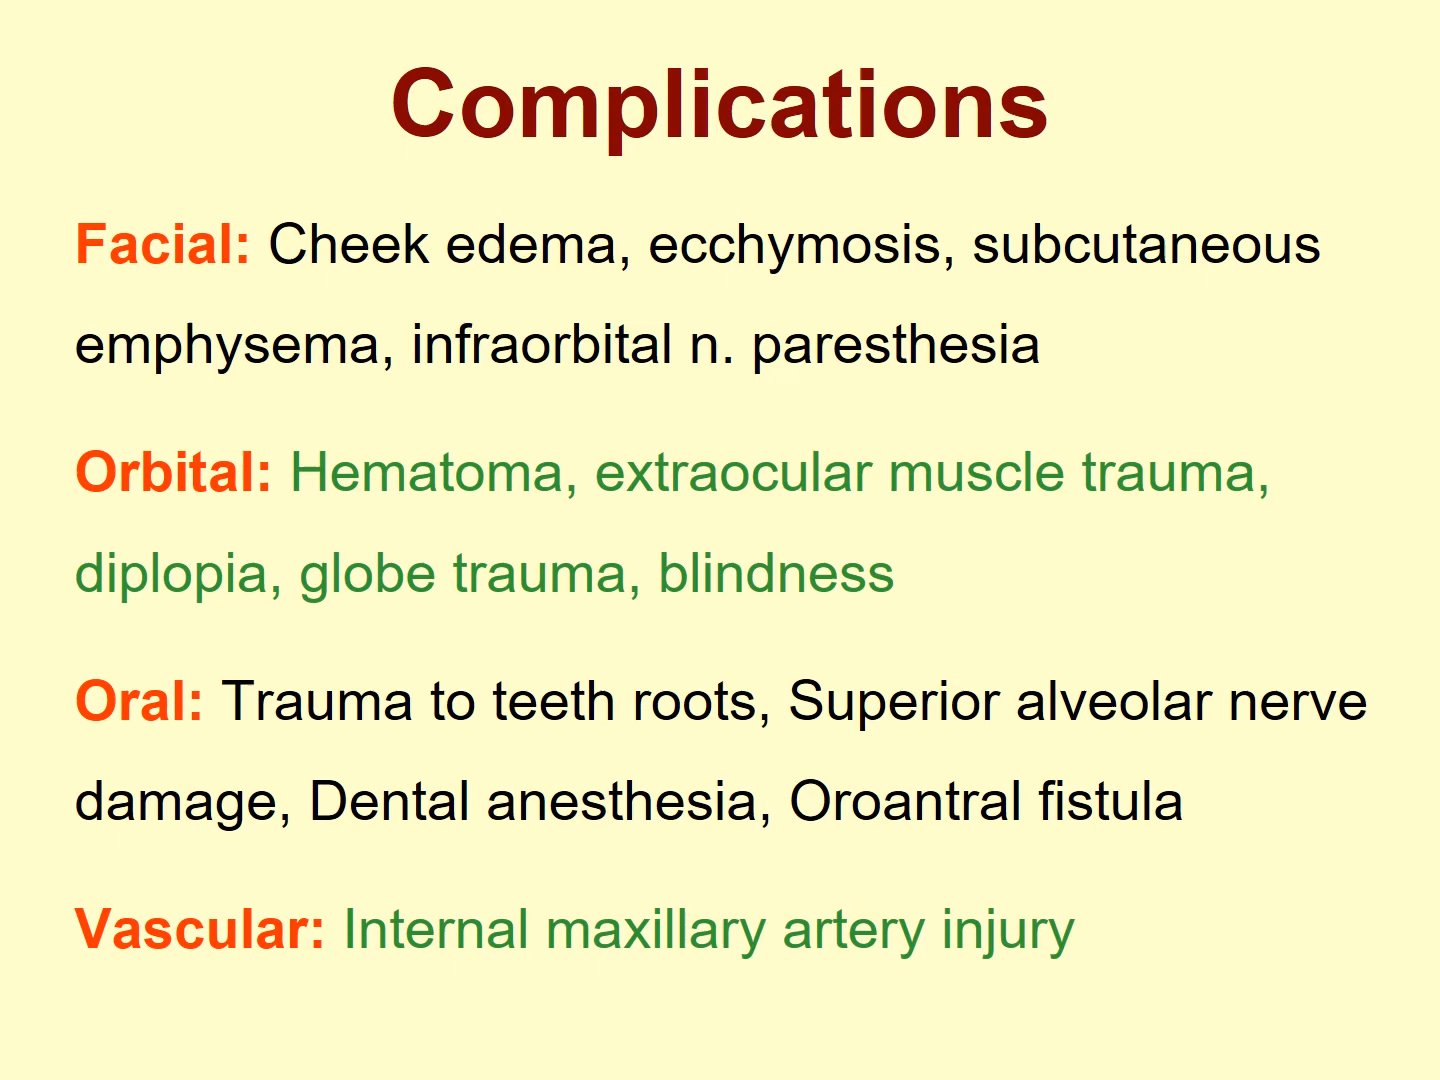 Complications
Facial: Cheek edema, ecchymosis, subcutaneous
emphysema, infraorbital n. paresthesia
Orbital: Hematoma, extraocular muscle trauma,
diplopia, globe trauma, blindness
Oral: Trauma to teeth roots, Superior alveolar nerve
damage, Dental anesthesia, Oroantral fistula
Vascular: Internal maxillary artery injury